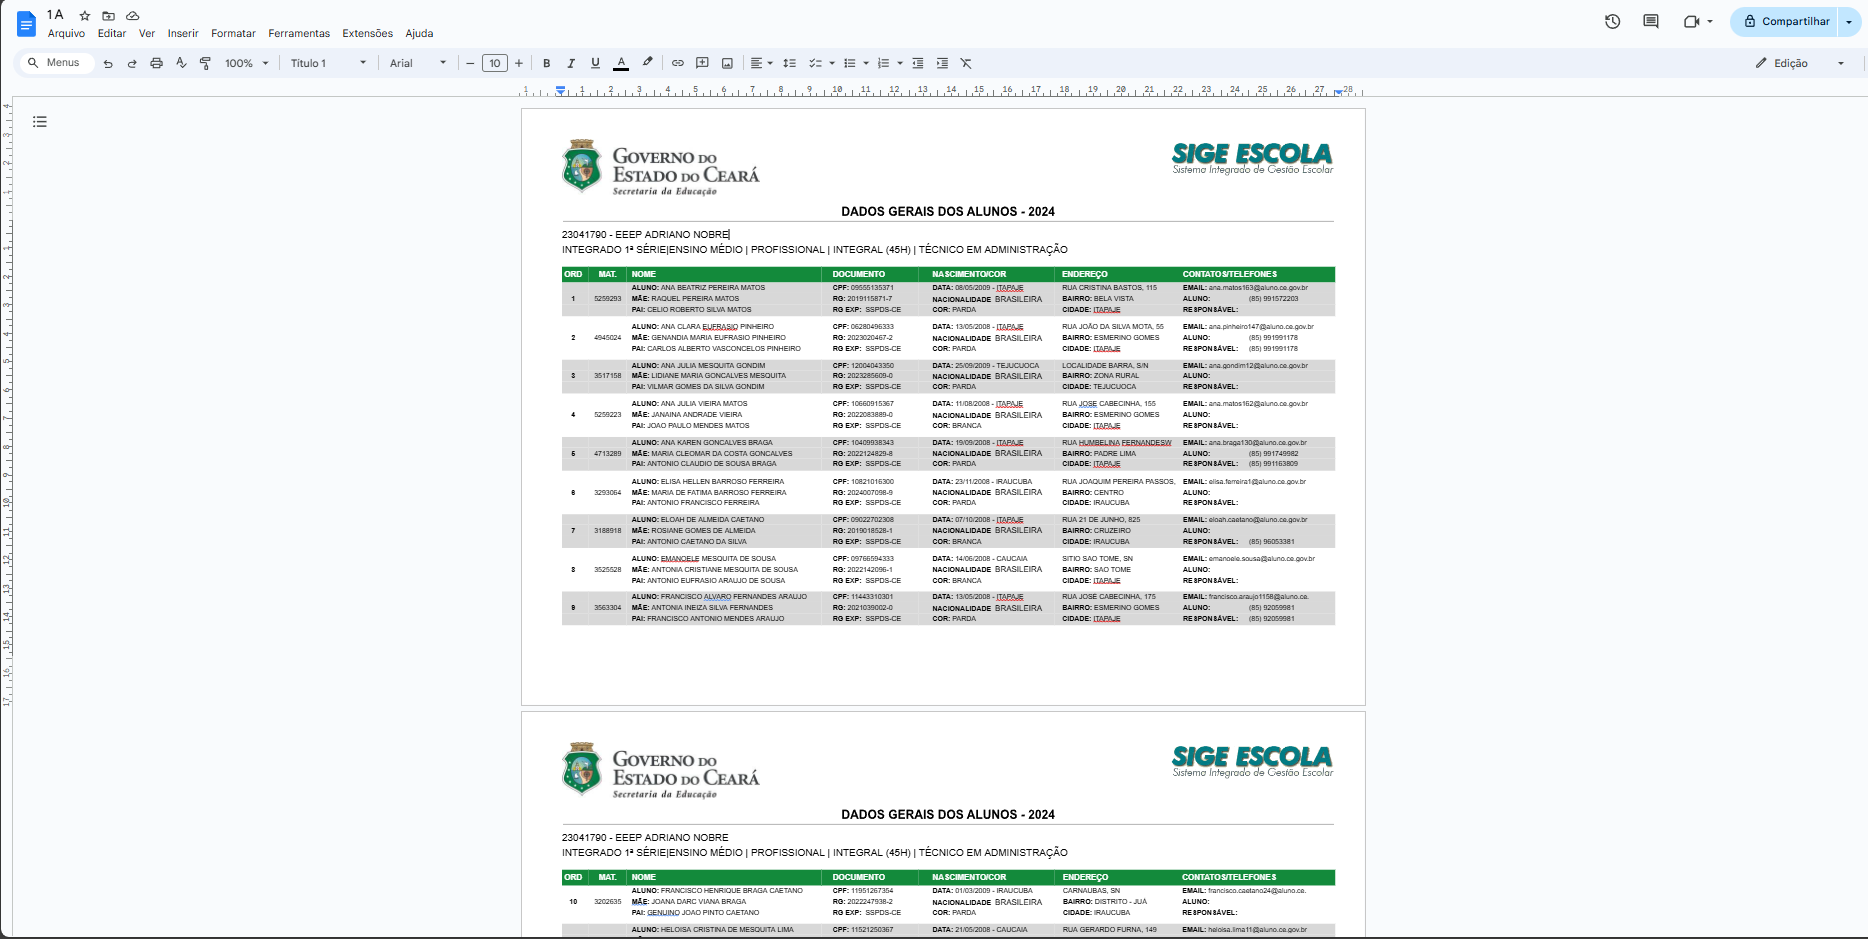 1A
Arquivo Editar Ver Inserir Formatar Ferramentas Extensões Ajuda
Compartilhar
Menus 100% Título 1 Arial 10 Edição
1 1 2 3 4 5 6 7 8 9 10 11 12 13 14 15 16 17 18 19 20 21 22 23 24 25 26 27 28
GOVERNO DO
ESTADO DO CEARÁ
Secretaria da Educação
SIGE ESCOLA
Sistema Integrado de Gestão Escolar
DADOS GERAIS DOS ALUNOS - 2024
23041790 - EEEP ADRIANO NOBRE
INTEGRADO 1ª SÉRIE|ENSINO MÉDIO | PROFISSIONAL | INTEGRAL (45H) | TÉCNICO EM ADMINISTRAÇÃO
ORD MAT. NOME DOCUMENTO NASCIMENTO/COR ENDEREÇO CONTATOS/TELEFONES
ALUNO: ANA BEATRIZ PEREIRA MATOS CPF: 09555135371 DATA: 08/05/2009 - ITAPAJE RUA CRISTINA BASTOS, 115 EMAIL: ana.matos163@aluno.ce.gov.br
1 5259293 MÃE: RAQUEL PEREIRA MATOS RG: 2019115871-7 NACIONALIDADE BRASILEIRA BAIRRO: BELA VISTA ALUNO: (85) 991572203
PAI: CELIO ROBERTO SILVA MATOS RG EXP: SSPDS-CE COR: PARDA CIDADE: ITAPAJE RESPONSÁVEL:
ALUNO: ANA CLARA EUFRASIO PINHEIRO CPF: 06280496333 DATA: 13/05/2008 - ITAPAJE RUA JOÃO DA SILVA MOTA, 55 EMAIL: ana.pinheiro147@aluno.ce.gov.br
2 4945024 MÃE: GENANDIA MARIA EUFRASIO PINHEIRO RG: 2023020467-2 NACIONALIDADE BRASILEIRA BAIRRO: ESMERINO GOMES ALUNO: (85) 991991178
PAI: CARLOS ALBERTO VASCONCELOS PINHEIRO RG EXP: SSPDS-CE COR: PARDA CIDADE: ITAPAJE RESPONSÁVEL: (85) 991991178
ALUNO: ANA JULIA MESQUITA GONDIM CPF: 12004043350 DATA: 25/09/2009 - TEJUCUOCA LOCALIDADE BARRA, S/N EMAIL: ana.gondim12@aluno.ce.gov.br
3 3517158 MÃE: LIDIANE MARIA GONCALVES MESQUITA RG: 2023285609-0 NACIONALIDADE BRASILEIRA BAIRRO: ZONA RURAL ALUNO:
PAI: VILMAR GOMES DA SILVA GONDIM RG EXP: SSPDS-CE COR: PARDA CIDADE: TEJUCUOCA RESPONSÁVEL:
ALUNO: ANA JULIA VIEIRA MATOS CPF: 10660915367 DATA: 11/08/2008 - ITAPAJE RUA JOSE CABECINHA, 155 EMAIL: ana.matos162@aluno.ce.gov.br
4 5259223 MÃE: JANAINA ANDRADE VIEIRA RG: 2022083889-0 NACIONALIDADE BRASILEIRA BAIRRO: ESMERINO GOMES ALUNO:
PAI: JOAO PAULO MENDES MATOS RG EXP: SSPDS-CE COR: BRANCA CIDADE: ITAPAJE RESPONSÁVEL:
ALUNO: ANA KAREN GONCALVES BRAGA CPF: 10409938343 DATA: 19/09/2008 - ITAPAJE RUA HUMBELINA FERNANDESW EMAIL: ana.braga130@aluno.ce.gov.br
5 4713289 MÃE: MARIA CLEOMAR DA COSTA GONCALVES RG: 2022124829-8 NACIONALIDADE BRASILEIRA BAIRRO: PADRE LIMA ALUNO: (85) 991749982
PAI: ANTONIO CLAUDIO DE SOUSA BRAGA RG EXP: SSPDS-CE COR: PARDA CIDADE: ITAPAJE RESPONSÁVEL: (85) 991163809
ALUNO: ELISA HELLEN BARROSO FERREIRA CPF: 10821016300 DATA: 23/11/2008 - IRAUCUBA RUA JOAQUIM PEREIRA PASSOS, EMAIL: elisa.ferreira1@aluno.ce.gov.br
6 3293064 MÃE: MARIA DE FATIMA BARROSO FERREIRA RG: 2024007098-9 NACIONALIDADE BRASILEIRA BAIRRO: CENTRO ALUNO:
PAI: ANTONIO FRANCISCO FERREIRA RG EXP: SSPDS-CE COR: PARDA CIDADE: IRAUCUBA RESPONSÁVEL:
ALUNO: ELOAH DE ALMEIDA CAETANO CPF: 09022702308 DATA: 07/10/2008 - ITAPAJE RUA 21 DE JUNHO, 825 EMAIL: eloah.caetano@aluno.ce.gov.br
7 3188918 MÃE: ROSIANE GOMES DE ALMEIDA RG: 2019018528-1 NACIONALIDADE BRASILEIRA BAIRRO: CRUZEIRO ALUNO:
PAI: ANTONIO CAETANO DA SILVA RG EXP: SSPDS-CE COR: BRANCA CIDADE: IRAUCUBA RESPONSÁVEL: (85) 96053381
ALUNO: EMANOELE MESQUITA DE SOUSA CPF: 09766594333 DATA: 14/06/2008 - CAUCAIA SITIO SAO TOME, SN EMAIL: emanoele.sousa@aluno.ce.gov.br
8 3525528 MÃE: ANTONIA CRISTIANE MESQUITA DE SOUSA RG: 2022142096-1 NACIONALIDADE BRASILEIRA BAIRRO: SAO TOME ALUNO:
PAI: ANTONIO EUFRASIO ARAUJO DE SOUSA RG EXP: SSPDS-CE COR: BRANCA CIDADE: ITAPAJE RESPONSÁVEL:
ALUNO: FRANCISCO ALVARO FERNANDES ARAUJO CPF: 11443310301 DATA: 13/05/2008 - ITAPAJE RUA JOSÉ CABECINHA, 175 EMAIL: francisco.araujo1158@aluno.ce.
9 3563304 MÃE: ANTONIA INEIZA SILVA FERNANDES RG: 2021039002-0 NACIONALIDADE BRASILEIRA BAIRRO: ESMERINO GOMES ALUNO: (85) 92059981
PAI: FRANCISCO ANTONIO MENDES ARAUJO RG EXP: SSPDS-CE COR: PARDA CIDADE: ITAPAJE RESPONSÁVEL: (85) 92059981
GOVERNO DO
ESTADO DO CEARÁ
Secretaria da Educação
SIGE ESCOLA
Sistema Integrado de Gestão Escolar
DADOS GERAIS DOS ALUNOS - 2024
23041790 - EEEP ADRIANO NOBRE
INTEGRADO 1ª SÉRIE|ENSINO MÉDIO | PROFISSIONAL | INTEGRAL (45H) | TÉCNICO EM ADMINISTRAÇÃO
ORD MAT. NOME DOCUMENTO NASCIMENTO/COR ENDEREÇO CONTATOS/TELEFONES
ALUNO: FRANCISCO HENRIQUE BRAGA CAETANO CPF: 11951267354 DATA: 01/03/2009 - IRAUCUBA CARNAUBAS, SN EMAIL: francisco.caetano24@aluno.ce.
10 3202635 MÃE: JOANA DARC VIANA BRAGA RG: 2022247938-2 NACIONALIDADE BRASILEIRA BAIRRO: DISTRITO - JUÁ ALUNO:
PAI: GENUINO JOAO PINTO CAETANO RG EXP: SSPDS-CE COR: PARDA CIDADE: IRAUCUBA RESPONSÁVEL:
ALUNO: HELOISA CRISTINA DE MESQUITA LIMA CPF: 11521250367 DATA: 21/05/2008 - CAUCAIA RUA GERARDO FURNA, 149 EMAIL: heloisa.lima11@aluno.ce.gov.br